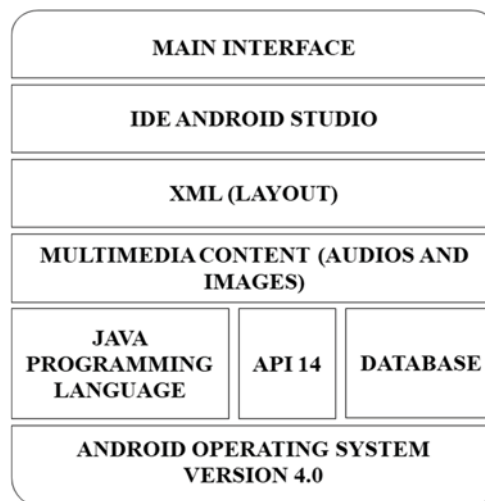 MAIN INTERFACE
IDE ANDROID STUDIO
XML (LAYOUT)
MULTIMEDIA CONTENT (AUDIOS AND
IMAGES)
JAVA
PROGRAMMING
LANGUAGE
API 14
DATABASE
ANDROID OPERATING SYSTEM
VERSION 4.0